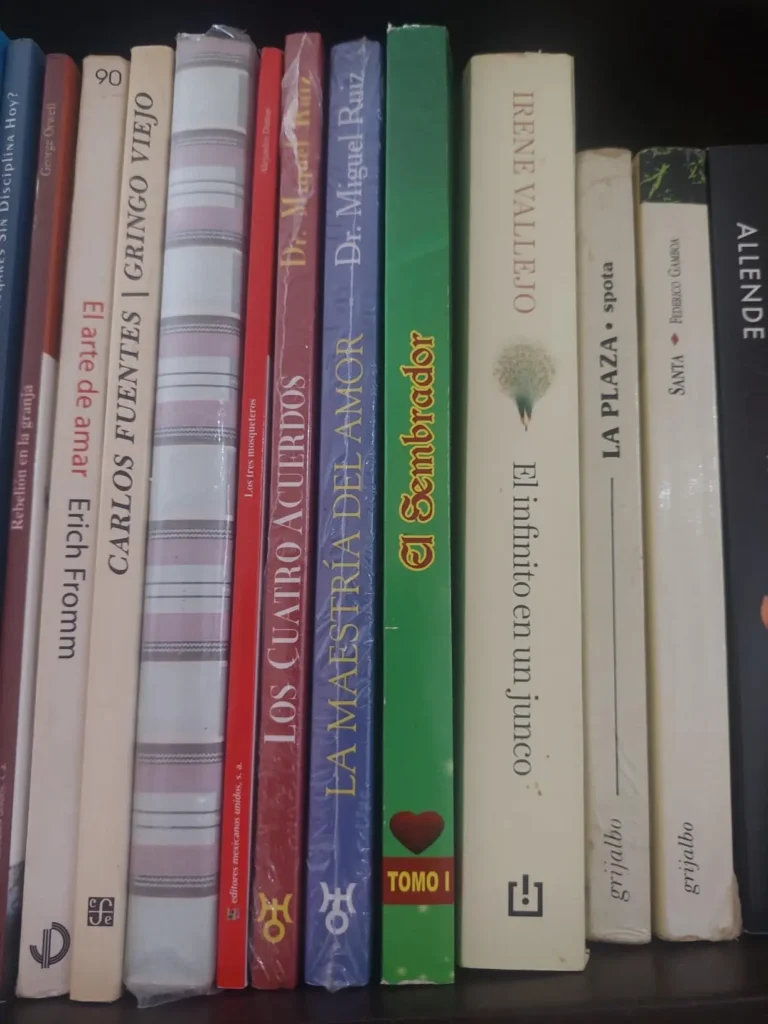 Sin Disciplina Hoy?
George Orwell
Rebelión en la granja
90
El arte de amar Erich Fromm
CARLOS FUENTES | GRINGO VIEJO
fce
Alejandro Dumas
Los tres mosqueteros
editores mexicanos unidos, s. a.
Dr. Miguel Ruiz
LOS CUATRO ACUERDOS
Dr. Miguel Ruiz
LA MAESTRÍA DEL AMOR
El Sembrador
TOMO I
IRENE VALLEJO
El infinito en un junco
LA PLAZA • spota
grijalbo
SANTA FEDERICO GAMBOA
grijalbo
ALLENDE